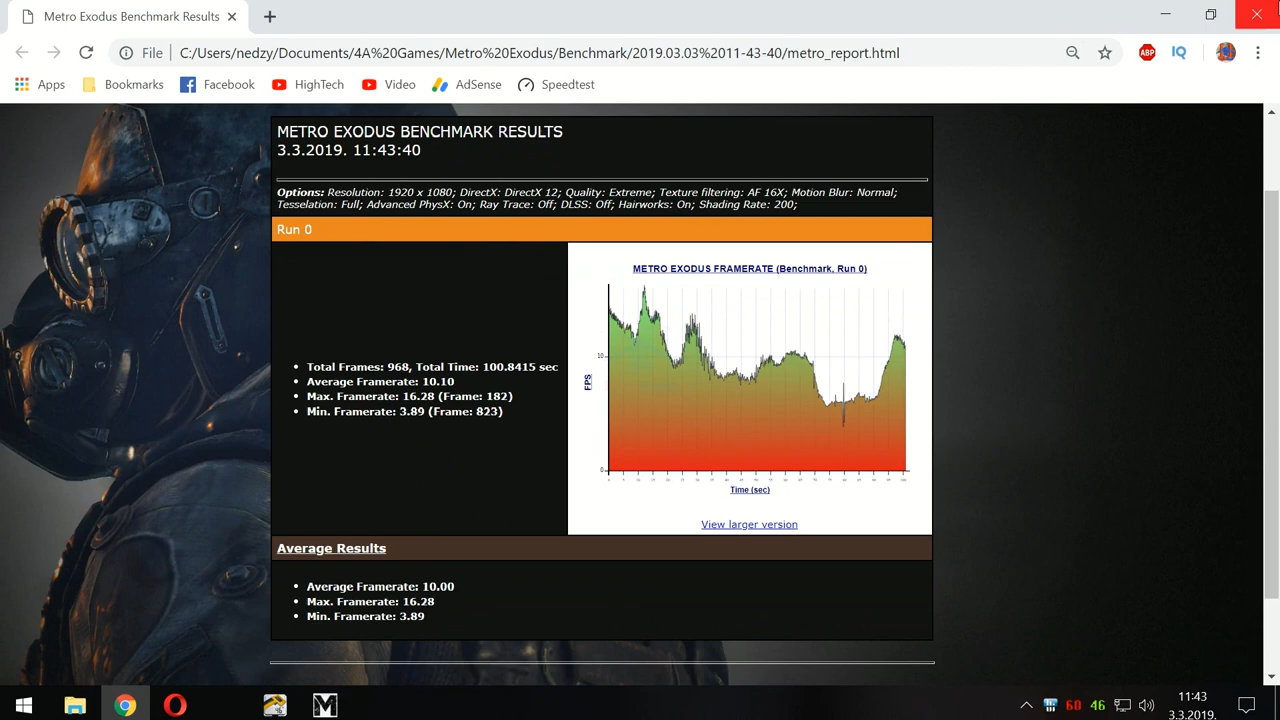 Metro Exodus Benchmark Results
File
C:/Users/nedzy/Documents/4A%20Games/Metro%20Exodus/Benchmark/2019.03.03%2011-43-40/metro_report.html
ABP
IQ
Apps
Bookmarks
Facebook
HighTech
Video
AdSense
Speedtest
METRO EXODUS BENCHMARK RESULTS
3.3.2019. 11:43:40
Options: Resolution: 1920 x 1080; DirectX: DirectX 12; Quality: Extreme; Texture filtering: AF 16X; Motion Blur: Normal;
Tesselation: Full; Advanced PhysX: On; Ray Trace: Off; DLSS: Off; Hairworks: On; Shading Rate: 200;
Run 0
Total Frames: 968, Total Time: 100.8415 sec
Average Framerate: 10.10
Max. Framerate: 16.28 (Frame: 182)
Min. Framerate: 3.89 (Frame: 823)
METRO EXODUS FRAMERATE (Benchmark, Run 0)
10
FPS
0
Time (sec)
View larger version
Average Results
Average Framerate: 10.00
Max. Framerate: 16.28
Min. Framerate: 3.89
60
46
11:43
3.3.2019.